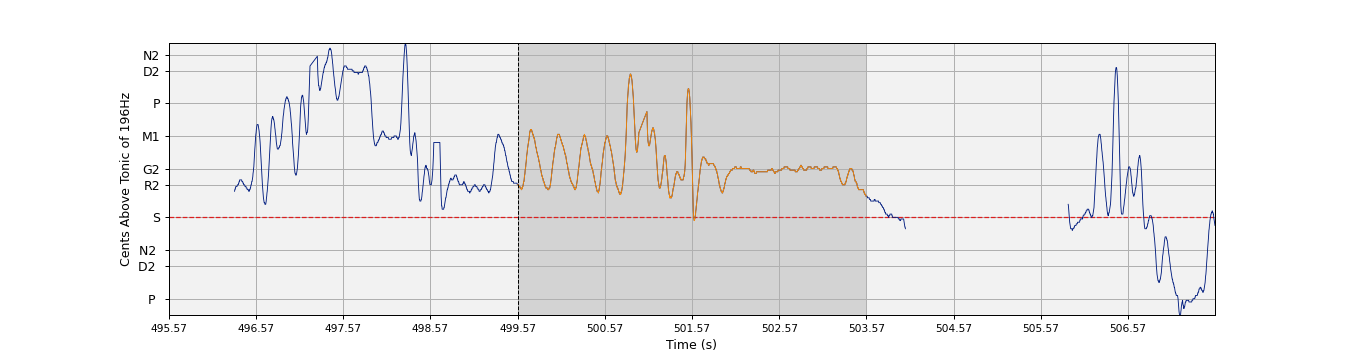 Cents Above Tonic of 196Hz
N2
D2
P
M1
G2
R2
S
N2
D2
P
495.57 496.57 497.57 498.57 499.57 500.57 501.57 502.57 503.57 504.57 505.57 506.57
Time (s)